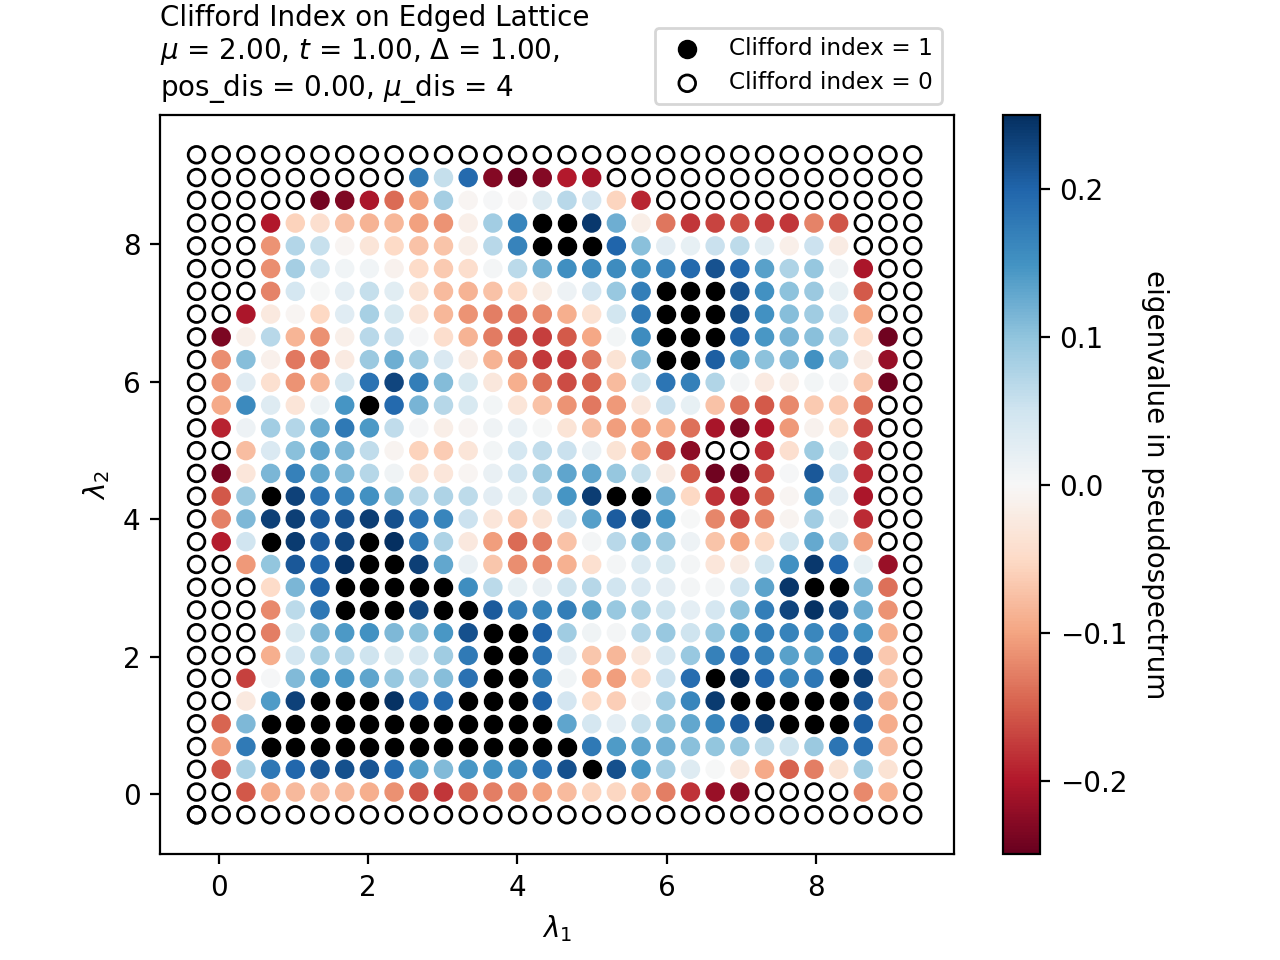 Clifford Index on Edged Lattice
μ = 2.00, t = 1.00, Δ = 1.00,
pos_dis = 0.00, μ_dis = 4
Clifford index = 1
Clifford index = 0
8
6
4
2
0
λ₂
0 2 4 6 8
λ₁
0.2
0.1
0.0
−0.1
−0.2
eigenvalue in pseudospectrum